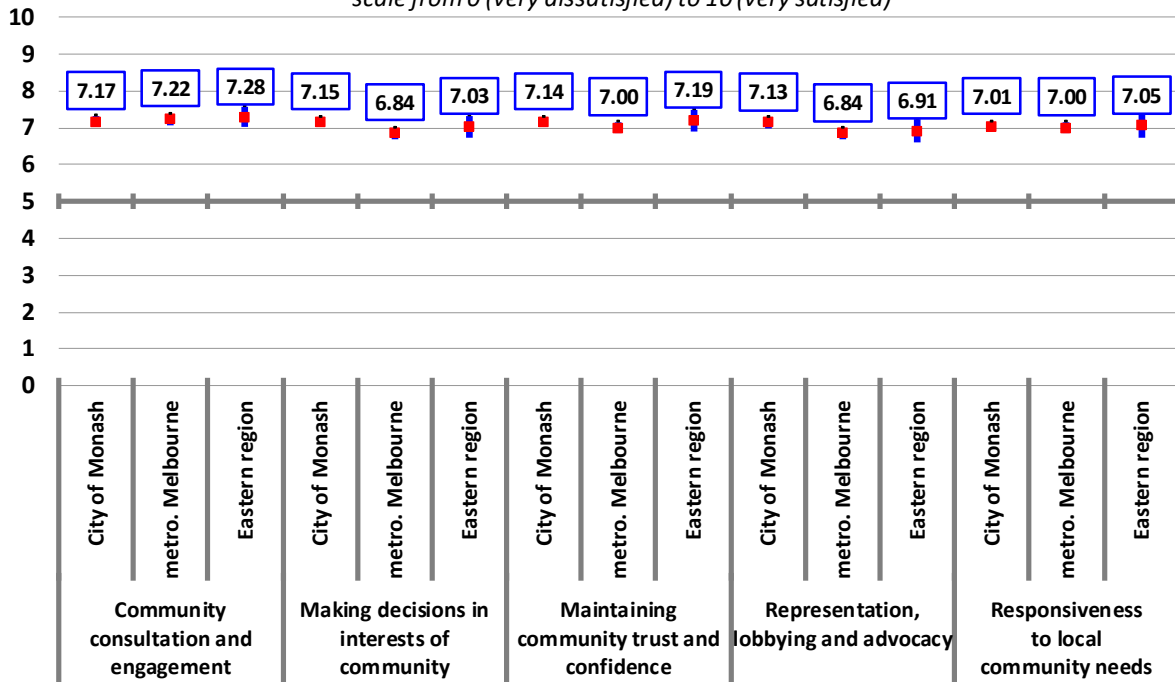 scale from 0 (very dissatisfied) to 10 (very satisfied)
10
9
8
7
6
5
4
3
2
1
0
7.17
7.22
7.28
7.15
6.84
7.03
7.14
7.00
7.19
7.13
6.84
6.91
7.01
7.00
7.05
City of Monash
metro. Melbourne
Eastern region
City of Monash
metro. Melbourne
Eastern region
City of Monash
metro. Melbourne
Eastern region
City of Monash
metro. Melbourne
Eastern region
City of Monash
metro. Melbourne
Eastern region
Community
consultation and
engagement
Making decisions in
interests of
community
Maintaining
community trust and
confidence
Representation,
lobbying and advocacy
Responsiveness
to local
community needs